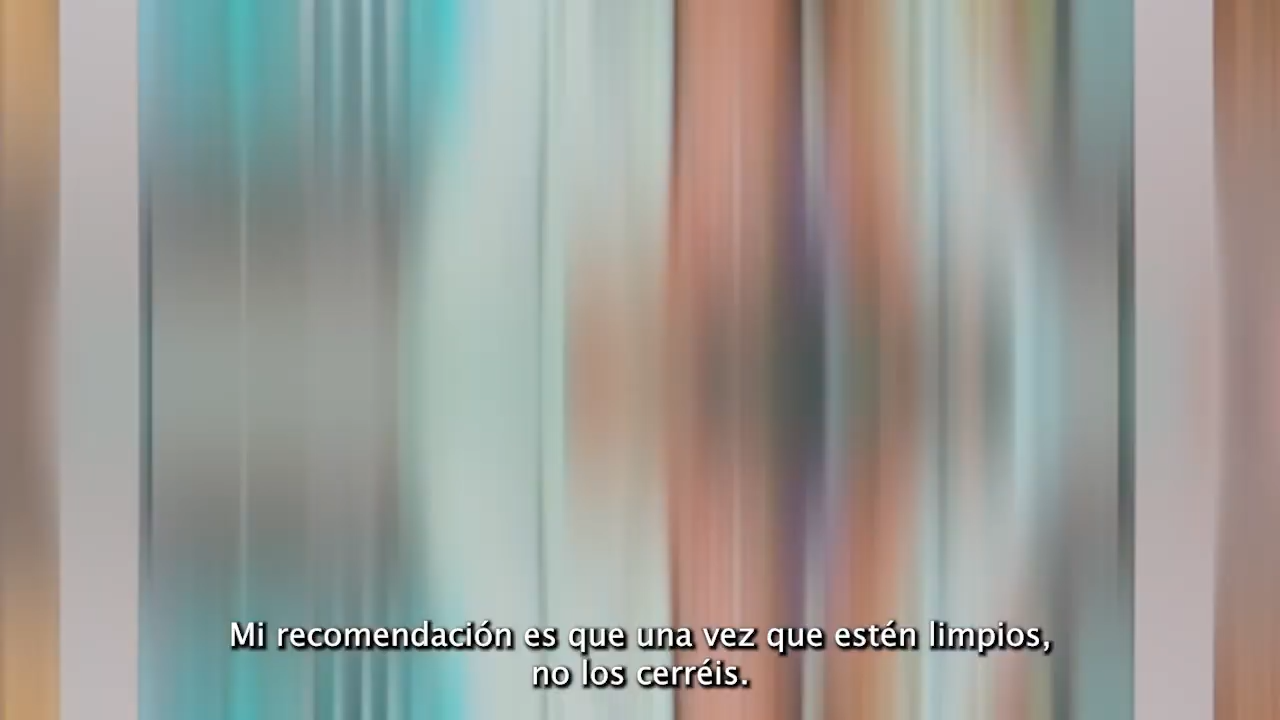 Mi recomendación es que una vez que estén limpios,
no los cerréis.